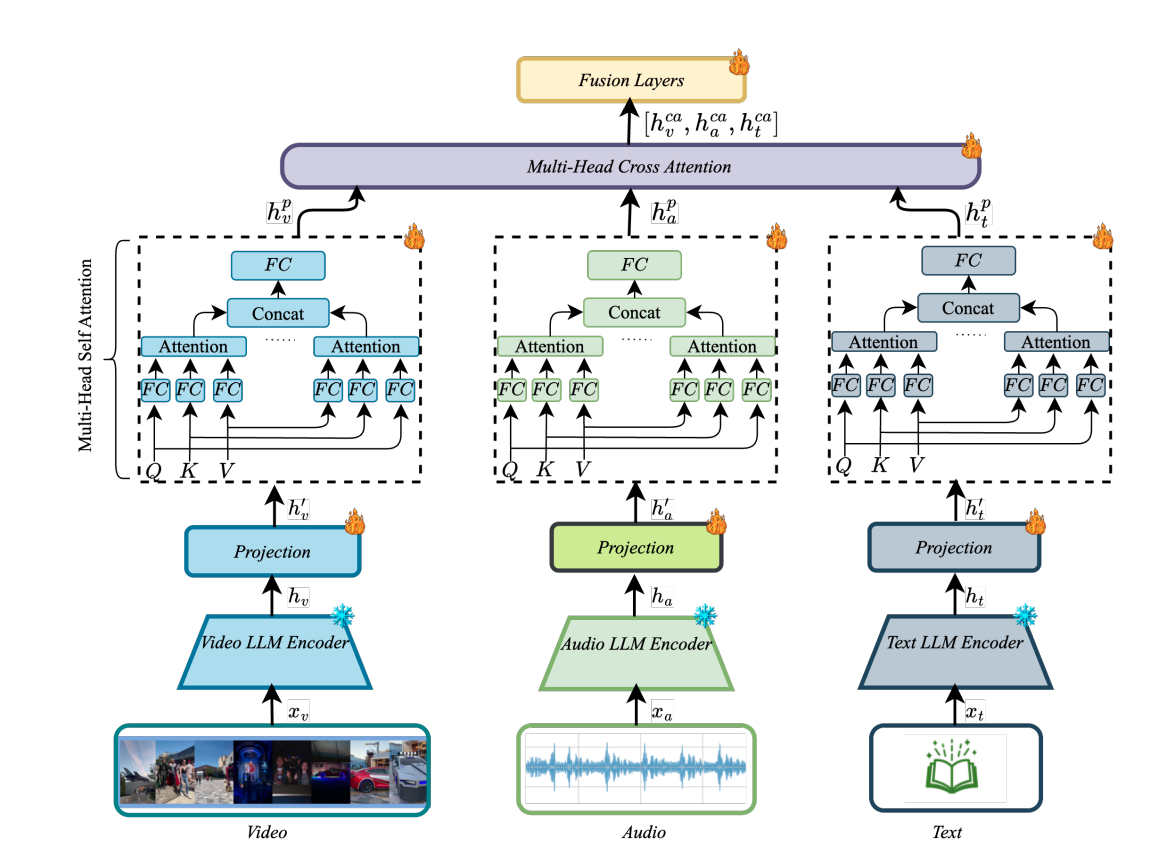 Fusion Layers
[h_v^{ca}, h_a^{ca}, h_t^{ca}]
Multi-Head Cross Attention
h_v^p
h_a^p
h_t^p
Multi-Head Self Attention
FC
Concat
......
Attention
Attention
FC FC FC FC FC FC
Q K V
FC
Concat
......
Attention
Attention
FC FC FC FC FC FC
Q K V
FC
Concat
......
Attention
Attention
FC FC FC FC FC FC
Q K V
h'_v
h'_a
h'_t
Projection
Projection
Projection
h_v
h_a
h_t
Video LLM Encoder
Audio LLM Encoder
Text LLM Encoder
x_v
x_a
x_t
Video
Audio
Text